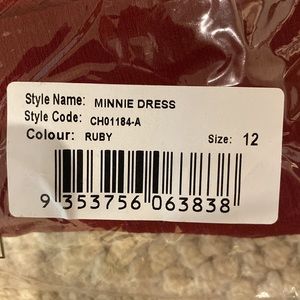 Style Name: MINNIE DRESS
Style Code: CH01184-A
Colour: RUBY Size: 12
9 353756 063838